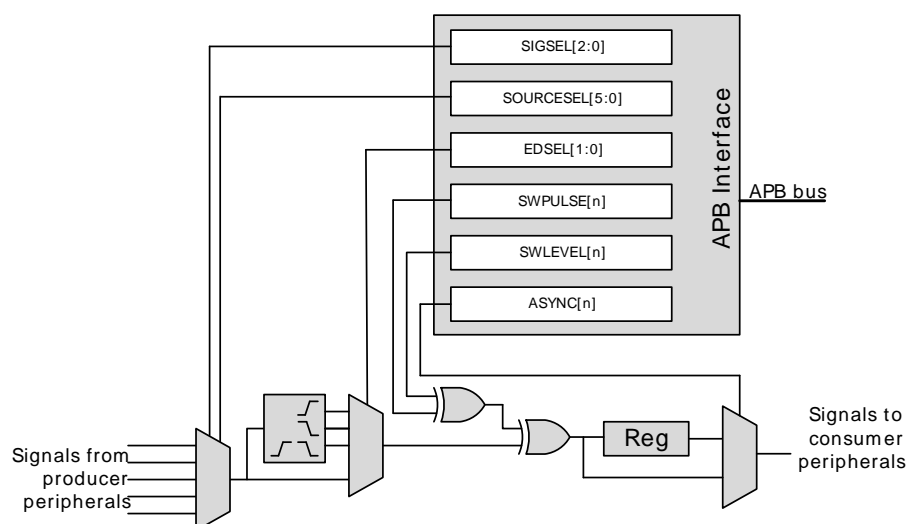 SIGSEL[2:0]
SOURCESEL[5:0]
EDSEL[1:0]
SWPULSE[n]
SWLEVEL[n]
ASYNC[n]
APB Interface
APB bus
Signals from
producer
peripherals
Reg
Signals to
consumer
peripherals